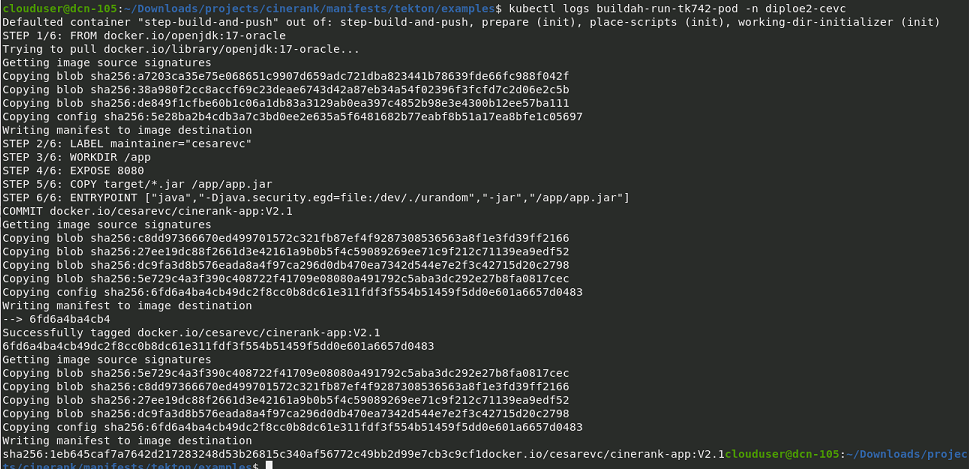 clouduser@dcn-105:~/Downloads/projects/cinerank/manifests/tekton/examples$ kubectl logs buildah-run-tk742-pod -n diploe2-cevc
Defaulted container "step-build-and-push" out of: step-build-and-push, prepare (init), place-scripts (init), working-dir-initializer (init)
STEP 1/6: FROM docker.io/openjdk:17-oracle
Trying to pull docker.io/library/openjdk:17-oracle...
Getting image source signatures
Copying blob sha256:a7203ca35e75e068651c9907d659adc721dba823441b78639fde66fc988f042f
Copying blob sha256:38a980f2cc8accf69c23deae6743d42a87eb34a54f02396f3fcfd7c2d06e2c5b
Copying blob sha256:de849f1cfbe60b1c06a1db83a3129ab0ea397c4852b98e3e4300b12ee57ba111
Copying config sha256:5e28ba2b4cdb3a7c3bd0ee2e635a5f6481682b77eabf8b51a17ea8bfe1c05697
Writing manifest to image destination
STEP 2/6: LABEL maintainer="cesarevc"
STEP 3/6: WORKDIR /app
STEP 4/6: EXPOSE 8080
STEP 5/6: COPY target/*.jar /app/app.jar
STEP 6/6: ENTRYPOINT ["java","-Djava.security.egd=file:/dev/./urandom","-jar","/app/app.jar"]
COMMIT docker.io/cesarevc/cinerank-app:V2.1
Getting image source signatures
Copying blob sha256:c8dd97366670ed499701572c321fb87ef4f9287308536563a8f1e3fd39ff2166
Copying blob sha256:27ee19dc88f2661d3e42161a9b0b5f4c59089269ee71c9f212c71139ea9edf52
Copying blob sha256:dc9fa3d8b576eada8a4f97ca296d0db470ea7342d544e7e2f3c42715d20c2798
Copying blob sha256:5e729c4a3f390c408722f41709e08080a491792c5aba3dc292e27b8fa0817cec
Copying config sha256:6fd6a4ba4cb49dc2f8cc0b8dc61e311fdf3f554b51459f5dd0e601a6657d0483
Writing manifest to image destination
--> 6fd6a4ba4cb4
Successfully tagged docker.io/cesarevc/cinerank-app:V2.1
6fd6a4ba4cb49dc2f8cc0b8dc61e311fdf3f554b51459f5dd0e601a6657d0483
Getting image source signatures
Copying blob sha256:5e729c4a3f390c408722f41709e08080a491792c5aba3dc292e27b8fa0817cec
Copying blob sha256:c8dd97366670ed499701572c321fb87ef4f9287308536563a8f1e3fd39ff2166
Copying blob sha256:27ee19dc88f2661d3e42161a9b0b5f4c59089269ee71c9f212c71139ea9edf52
Copying blob sha256:dc9fa3d8b576eada8a4f97ca296d0db470ea7342d544e7e2f3c42715d20c2798
Copying config sha256:6fd6a4ba4cb49dc2f8cc0b8dc61e311fdf3f554b51459f5dd0e601a6657d0483
Writing manifest to image destination
sha256:1eb645caf7a7642d217283248d53b26815c340af56772c49bb2d99e7cb3c9cf1docker.io/cesarevc/cinerank-app:V2.1clouduser@dcn-105:~/Downloads/projec
ts/cinerank/manifests/tekton/examples$